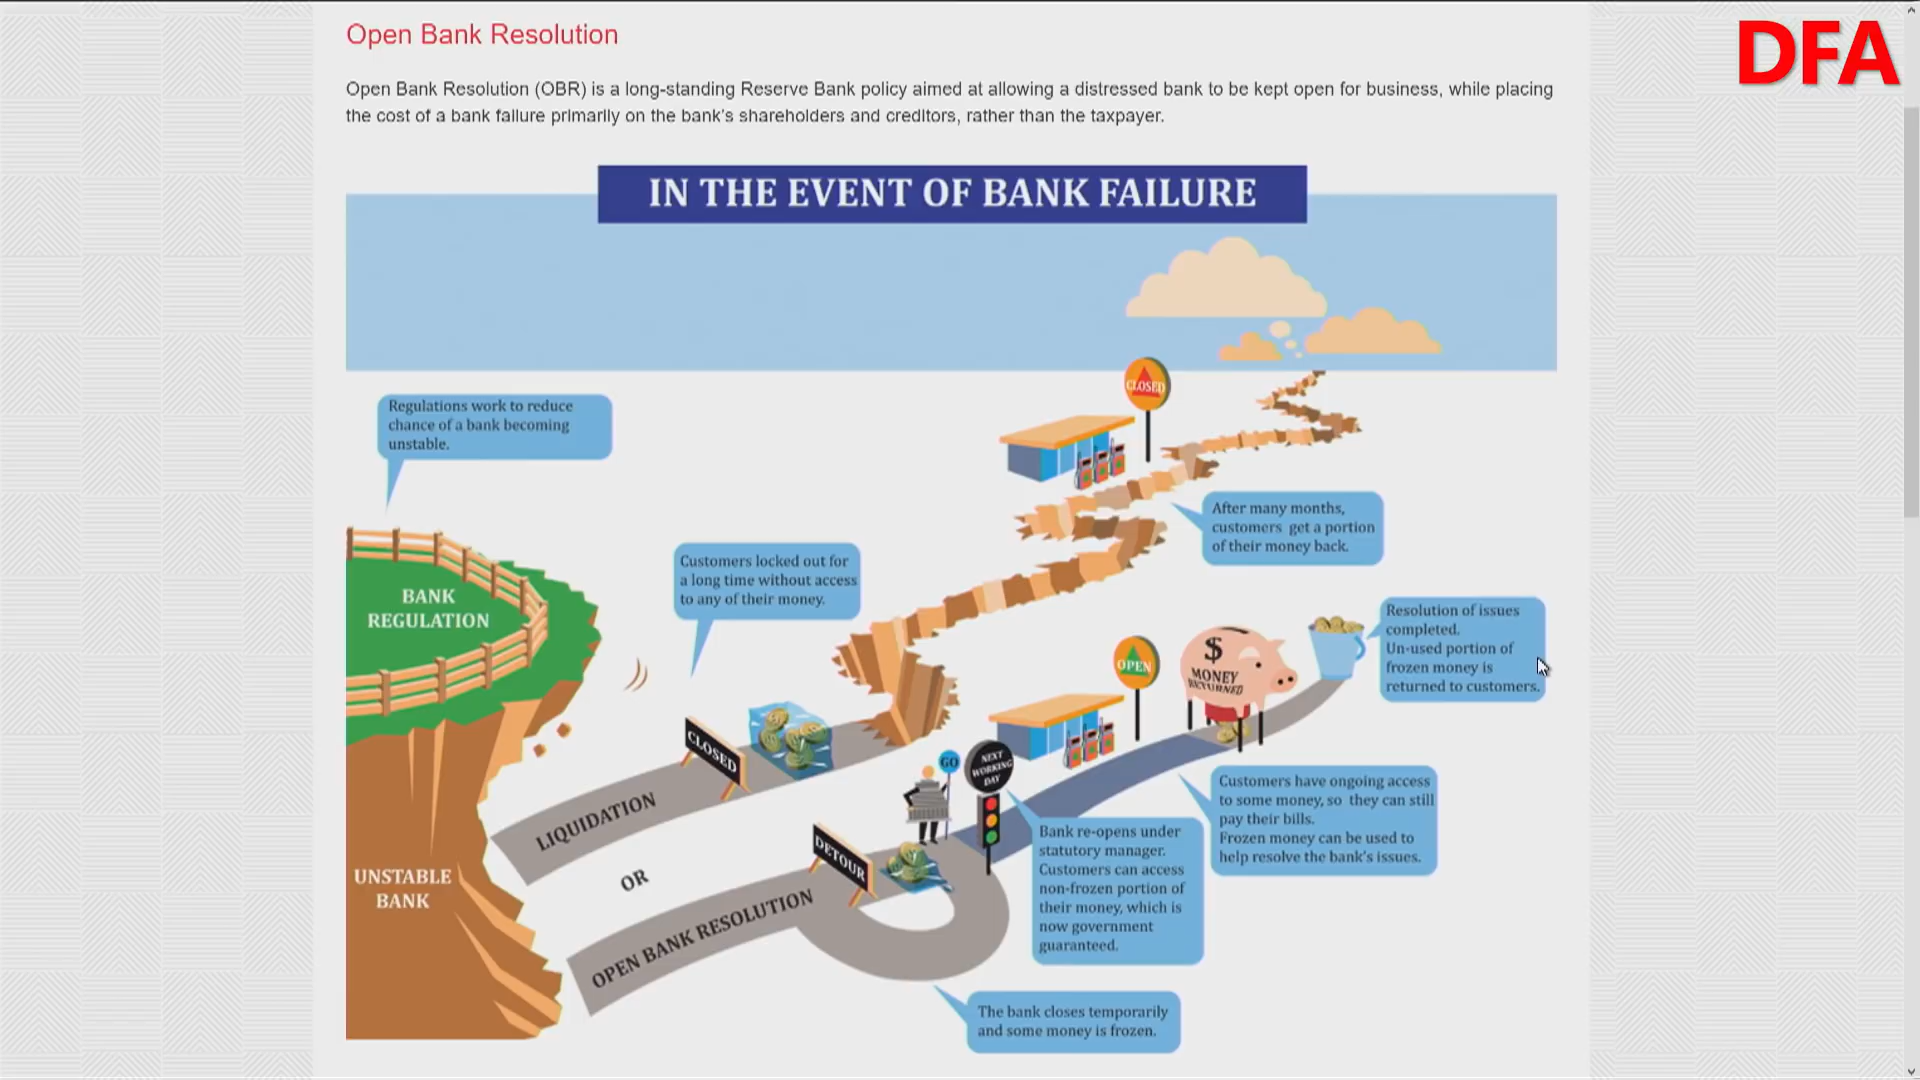 DFA
Open Bank Resolution
Open Bank Resolution (OBR) is a long-standing Reserve Bank policy aimed at allowing a distressed bank to be kept open for business, while placing
the cost of a bank failure primarily on the bank's shareholders and creditors, rather than the taxpayer.
IN THE EVENT OF BANK FAILURE
CLOSED
Regulations work to reduce
chance of a bank becoming
unstable.
After many months,
customers get a portion
of their money back.
Customers locked out for
a long time without access
to any of their money.
BANK
REGULATION
Resolution of issues
completed.
Un-used portion of
frozen money is
returned to customers.
OPEN
$
MONEY
RETURNED
CLOSED
GO
NEXT
WORKING
DAY
LIQUIDATION
Customers have ongoing access
to some money, so they can still
pay their bills.
Frozen money can be used to
help resolve the bank's issues.
DETOUR
Bank re-opens under
statutory manager.
Customers can access
non-frozen portion of
their money, which is
now government
guaranteed.
OR
UNSTABLE
BANK
OPEN BANK RESOLUTION
The bank closes temporarily
and some money is frozen.